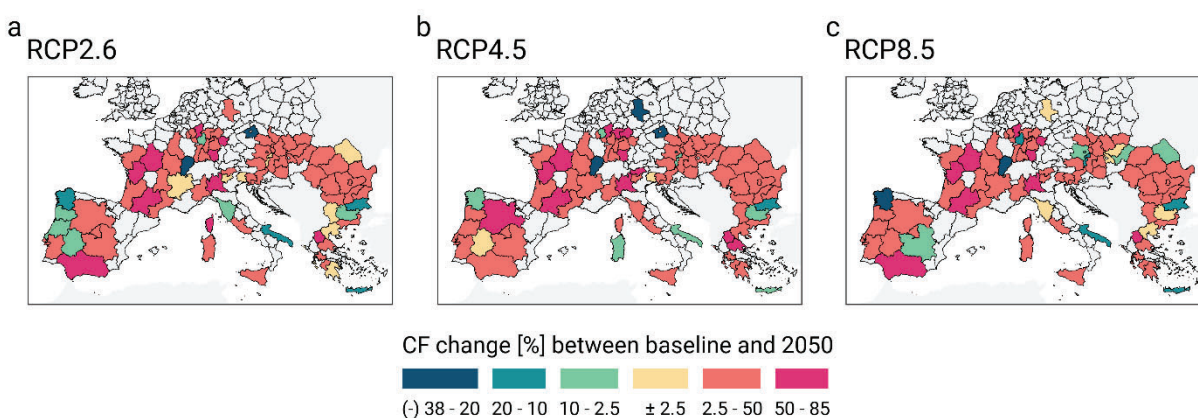 a
RCP2.6
b
RCP4.5
c
RCP8.5
CF change [%] between baseline and 2050
(-) 38 - 20 20 - 10 10 - 2.5 ± 2.5 2.5 - 50 50 - 85